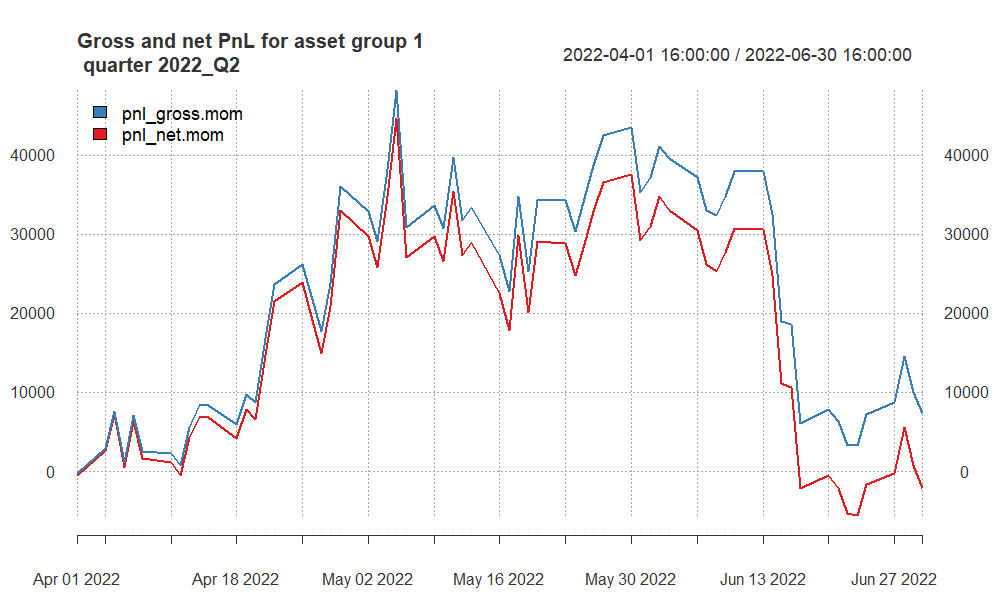 Gross and net PnL for asset group 1
quarter 2022_Q2
2022-04-01 16:00:00 / 2022-06-30 16:00:00
pnl_gross.mom
pnl_net.mom
40000
30000
20000
10000
0
40000
30000
20000
10000
0
Apr 01 2022
Apr 18 2022
May 02 2022
May 16 2022
May 30 2022
Jun 13 2022
Jun 27 2022